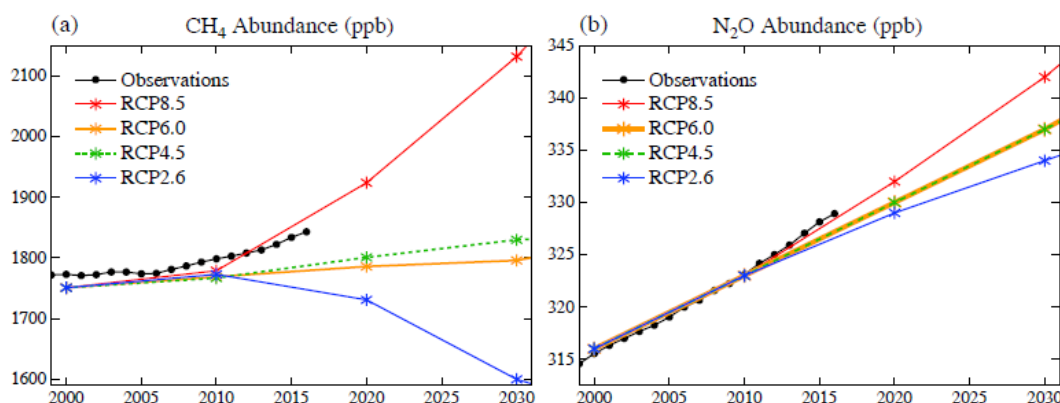 (a) CH₄ Abundance (ppb)
2100
2000
1900
1800
1700
1600
Observations
RCP8.5
RCP6.0
RCP4.5
RCP2.6
2000 2005 2010 2015 2020 2025 2030
(b) N₂O Abundance (ppb)
345
340
335
330
325
320
315
Observations
RCP8.5
RCP6.0
RCP4.5
RCP2.6
2000 2005 2010 2015 2020 2025 2030